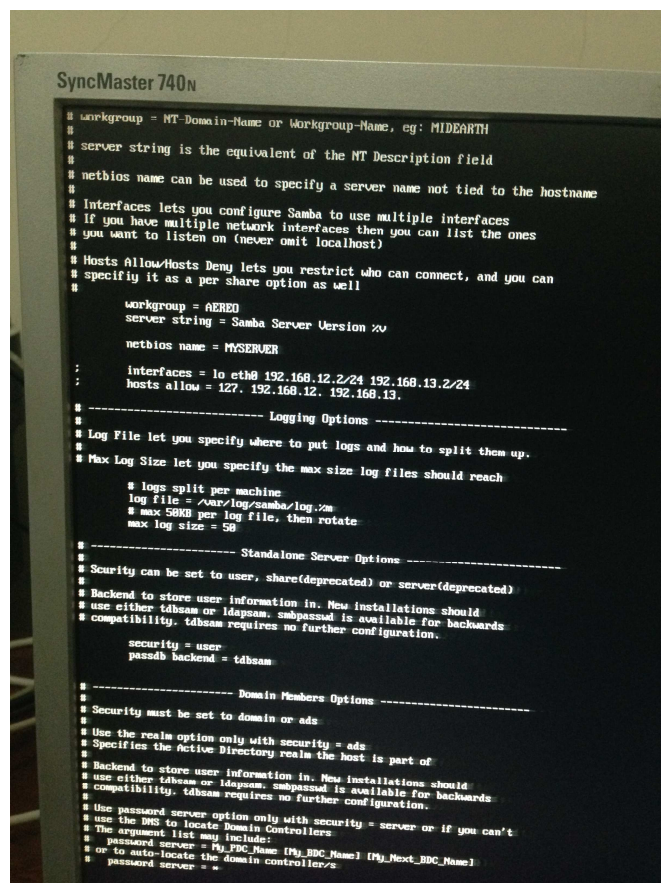 SyncMaster 740N
# workgroup = NT-Domain-Name or Workgroup-Name, eg: MIDEARTH
#
# server string is the equivalent of the NT Description field
#
# netbios name can be used to specify a server name not tied to the hostname
#
# Interfaces lets you configure Samba to use multiple interfaces
# If you have multiple network interfaces then you can list the ones
# you want to listen on (never omit localhost)
#
# Hosts Allow/Hosts Deny lets you restrict who can connect, and you can
# specifiy it as a per share option as well
#
workgroup = AEREO
server string = Samba Server Version %v
netbios name = MYSERVER
; interfaces = lo eth0 192.168.12.2/24 192.168.13.2/24
; hosts allow = 127. 192.168.12. 192.168.13.
# --------------------------- Logging Options -----------------------------
#
# Log File let you specify where to put logs and how to split them up.
#
# Max Log Size let you specify the max size log files should reach
# logs split per machine
log file = /var/log/samba/log.%m
# max 50KB per log file, then rotate
max log size = 50
# ----------------------- Standalone Server Options ------------------------
#
# Scurity can be set to user, share(deprecated) or server(deprecated)
#
# Backend to store user information in. New installations should
# use either tdbsam or ldapsam. smbpasswd is available for backwards
# compatibility. tdbsam requires no further configuration.
security = user
passdb backend = tdbsam
# ----------------------- Domain Members Options ------------------------
#
# Security must be set to domain or ads
#
# Use the realm option only with security = ads
# Specifies the Active Directory realm the host is part of
#
# Backend to store user information in. New installations should
# use either tdbsam or ldapsam. smbpasswd is available for backwards
# compatibility. tdbsam requires no further configuration.
#
# Use password server option only with security = server or if you can't
# use the DNS to locate Domain Controllers
# The argument list may include:
# password server = My_PDC_Name [My_BDC_Name] [My_Next_BDC_Name]
# or to auto-locate the domain controller/s
# password server = *